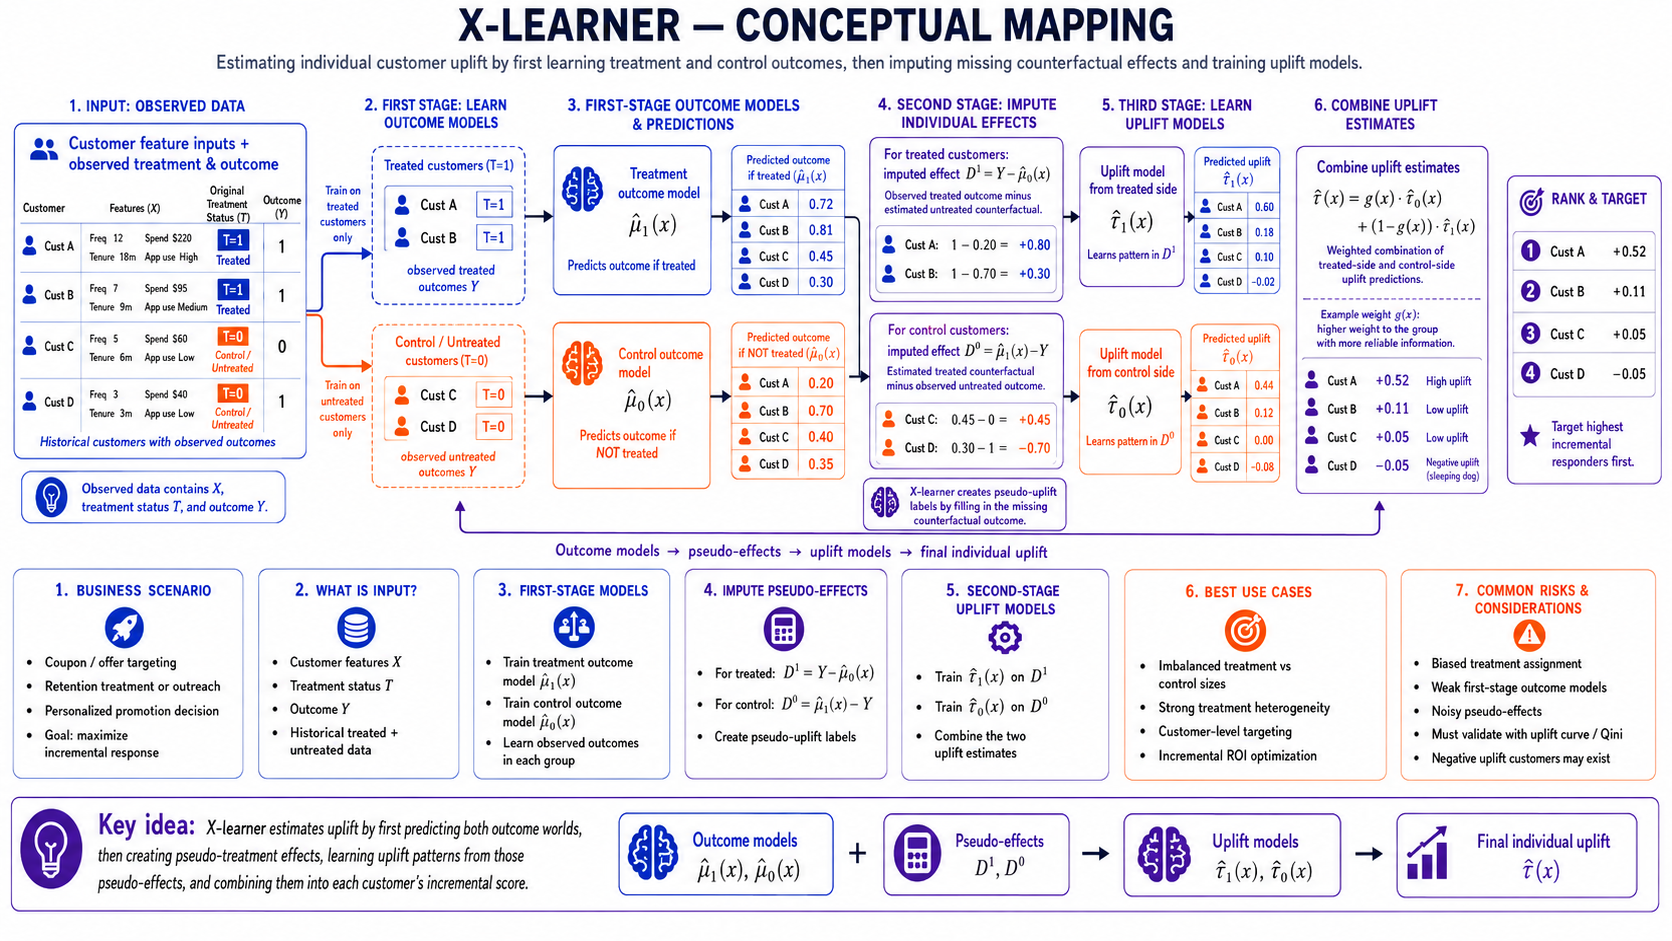 X-LEARNER — CONCEPTUAL MAPPING
Estimating individual customer uplift by first learning treatment and control outcomes, then imputing missing counterfactual effects and training uplift models.
1. INPUT: OBSERVED DATA
Customer feature inputs +
observed treatment & outcome
Customer
Features (X)
Original
Treatment
Status (T)
Outcome
(Y)
Cust A
Freq 12 Spend $220
Tenure 18m App use High
T=1
Treated
1
Cust B
Freq 7 Spend $95
Tenure 9m App use Medium
T=1
Treated
1
Cust C
Freq 5 Spend $60
Tenure 6m App use Low
T=0
Control /
Untreated
0
Cust D
Freq 3 Spend $40
Tenure 3m App use Low
T=0
Control /
Untreated
1
Historical customers with observed outcomes
Observed data contains X,
treatment status T, and outcome Y.
Train on
treated
customers
only
Train on
untreated
customers
only
2. FIRST STAGE: LEARN
OUTCOME MODELS
Treated customers (T=1)
Cust A T=1
Cust B T=1
observed treated
outcomes Y
Control / Untreated
customers (T=0)
Cust C T=0
Cust D T=0
observed untreated
outcomes Y
3. FIRST-STAGE OUTCOME MODELS
& PREDICTIONS
Treatment
outcome model
μ̂₁(x)
Predicts outcome if treated
Predicted outcome
if treated (μ̂₁(x))
Cust A 0.72
Cust B 0.81
Cust C 0.45
Cust D 0.30
Control outcome
model
μ̂₀(x)
Predicts outcome if
NOT treated
Predicted outcome
if NOT treated (μ̂₀(x))
Cust A 0.20
Cust B 0.70
Cust C 0.40
Cust D 0.35
4. SECOND STAGE: IMPUTE
INDIVIDUAL EFFECTS
For treated customers:
imputed effect D¹ = Y − μ̂₀(x)
Observed treated outcome minus
estimated untreated counterfactual.
Cust A: 1 − 0.20 = +0.80
Cust B: 1 − 0.70 = +0.30
For control customers:
imputed effect D⁰ = μ̂₁(x) − Y
Estimated treated counterfactual
minus observed untreated outcome.
Cust C: 0.45 − 0 = +0.45
Cust D: 0.30 − 1 = −0.70
X-learner creates pseudo-uplift
labels by filling in the missing
counterfactual outcome.
5. THIRD STAGE: LEARN
UPLIFT MODELS
Uplift model
from treated side
τ̂₁(x)
Learns pattern in D¹
Predicted uplift
τ̂₁(x)
Cust A 0.60
Cust B 0.18
Cust C 0.10
Cust D −0.02
Uplift model
from control side
τ̂₀(x)
Learns pattern in D⁰
Predicted uplift
τ̂₀(x)
Cust A 0.44
Cust B 0.12
Cust C 0.00
Cust D −0.08
6. COMBINE UPLIFT
ESTIMATES
Combine uplift estimates
τ̂(x) = g(x) · τ̂₀(x)
+ (1−g(x)) · τ̂₁(x)
Weighted combination of
treated-side and control-side
uplift predictions.
Example weight g(x):
higher weight to the group
with more reliable information.
Cust A +0.52 High uplift
Cust B +0.11 Low uplift
Cust C +0.05 Low uplift
Cust D −0.05 Negative uplift
(sleeping dog)
RANK & TARGET
1 Cust A +0.52
2 Cust B +0.11
3 Cust C +0.05
4 Cust D −0.05
Target highest
incremental
responders first.
Outcome models → pseudo-effects → uplift models → final individual uplift
1. BUSINESS SCENARIO
• Coupon / offer targeting
• Retention treatment or outreach
• Personalized promotion decision
• Goal: maximize
incremental response
2. WHAT IS INPUT?
• Customer features X
• Treatment status T
• Outcome Y
• Historical treated +
untreated data
3. FIRST-STAGE MODELS
• Train treatment outcome
model μ̂₁(x)
• Train control outcome
model μ̂₀(x)
• Learn observed outcomes
in each group
4. IMPUTE PSEUDO-EFFECTS
• For treated: D¹ = Y − μ̂₀(x)
• For control: D⁰ = μ̂₁(x) − Y
• Create pseudo-uplift labels
5. SECOND-STAGE
UPLIFT MODELS
• Train τ̂₁(x) on D¹
• Train τ̂₀(x) on D⁰
• Combine the two
uplift estimates
6. BEST USE CASES
• Imbalanced treatment vs
control sizes
• Strong treatment heterogeneity
• Customer-level targeting
• Incremental ROI optimization
7. COMMON RISKS &
CONSIDERATIONS
• Biased treatment assignment
• Weak first-stage outcome models
• Noisy pseudo-effects
• Must validate with uplift curve / Qini
• Negative uplift customers may exist
Key idea: X-learner estimates uplift by first predicting both outcome worlds,
then creating pseudo-treatment effects, learning uplift patterns from those
pseudo-effects, and combining them into each customer's incremental score.
Outcome models
μ̂₁(x), μ̂₀(x)
+
Pseudo-effects
D¹, D⁰
→
Uplift models
τ̂₁(x), τ̂₀(x)
→
Final individual uplift
τ̂(x)